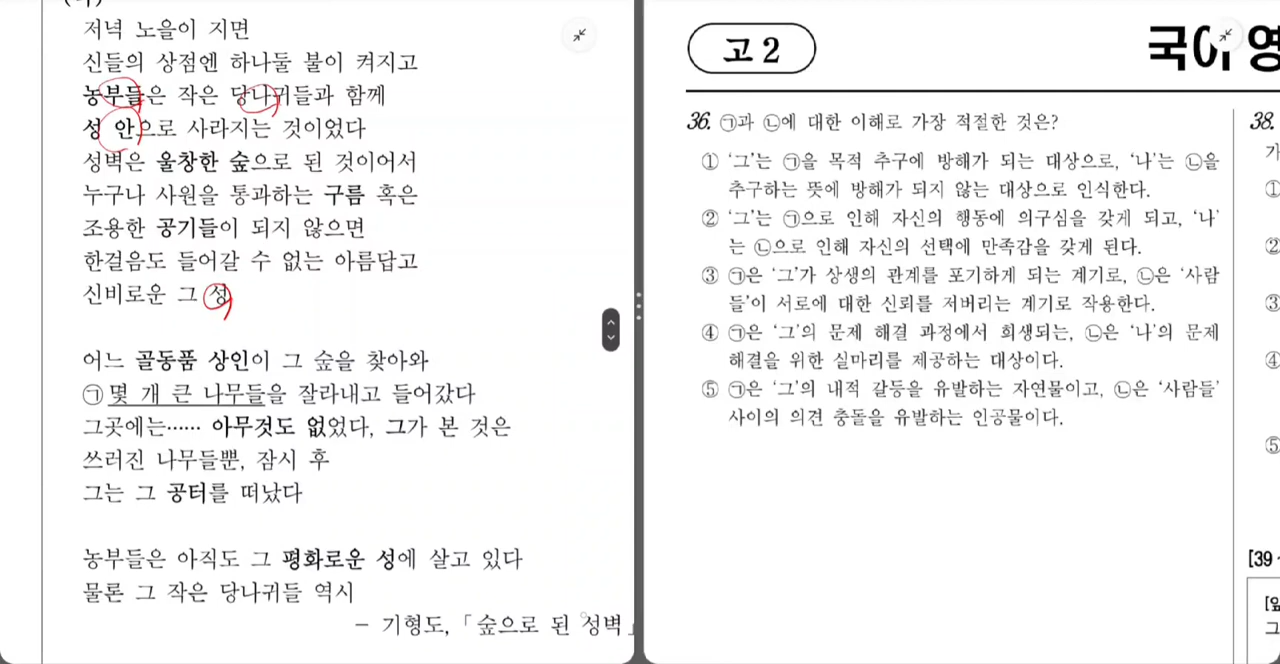 저녁 노을이 지면
신들의 상점엔 하나둘 불이 켜지고
농부들은 작은 당나귀들과 함께
성 안으로 사라지는 것이었다
성벽은 울창한 숲으로 된 것이어서
누구나 사원을 통과하는 구름 혹은
조용한 공기들이 되지 않으면
한걸음도 들어갈 수 없는 아름답고
신비로운 그 성
어느 골동품 상인이 그 숲을 찾아와
㉠ 몇 개 큰 나무들을 잘라내고 들어갔다
그곳에는…… 아무것도 없었다, 그가 본 것은
쓰러진 나무들뿐, 잠시 후
그는 그 공터를 떠났다
농부들은 아직도 그 평화로운 성에 살고 있다
물론 그 작은 당나귀들 역시
- 기형도, 「숲으로 된 성벽」
고 2
국어 영
36. ㉠과 ㉡에 대한 이해로 가장 적절한 것은?
① ‘그’는 ㉠을 목적 추구에 방해가 되는 대상으로, ‘나’는 ㉡을
추구하는 뜻에 방해가 되지 않는 대상으로 인식한다.
② ‘그’는 ㉠으로 인해 자신의 행동에 의구심을 갖게 되고, ‘나’
는 ㉡으로 인해 자신의 선택에 만족감을 갖게 된다.
③ ㉠은 ‘그’가 상생의 관계를 포기하게 되는 계기로, ㉡은 ‘사람
들’이 서로에 대한 신뢰를 저버리는 계기로 작용한다.
④ ㉠은 ‘그’의 문제 해결 과정에서 희생되는, ㉡은 ‘나’의 문제
해결을 위한 실마리를 제공하는 대상이다.
⑤ ㉠은 ‘그’의 내적 갈등을 유발하는 자연물이고, ㉡은 ‘사람들’
사이의 의견 충돌을 유발하는 인공물이다.
38.
가
①
②
③
④
⑤
[39
그